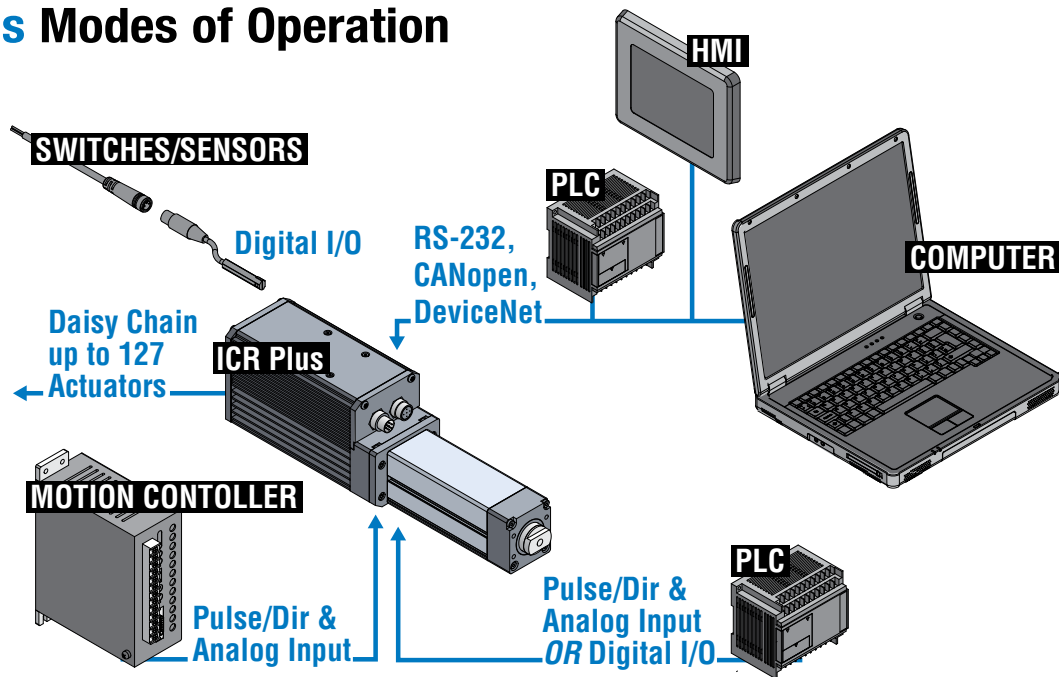 s Modes of Operation
HMI
SWITCHES/SENSORS
PLC
Digital I/O
RS-232,
CANopen,
DeviceNet
COMPUTER
Daisy Chain
up to 127
Actuators
ICR Plus
MOTION CONTOLLER
Pulse/Dir &
Analog Input
Pulse/Dir &
Analog Input
OR Digital I/O
PLC